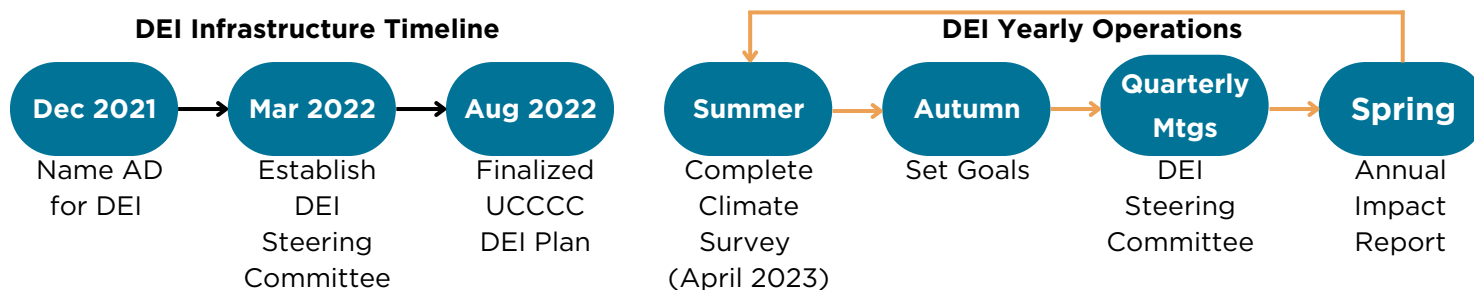 DEI Infrastructure Timeline
Dec 2021
Mar 2022
Aug 2022
Name AD
for DEI
Establish
DEI
Steering
Committee
Finalized
UCCCC
DEI Plan
DEI Yearly Operations
Summer
Autumn
Quarterly
Mtgs
Spring
Complete
Climate
Survey
(April 2023)
Set Goals
DEI
Steering
Committee
Annual
Impact
Report